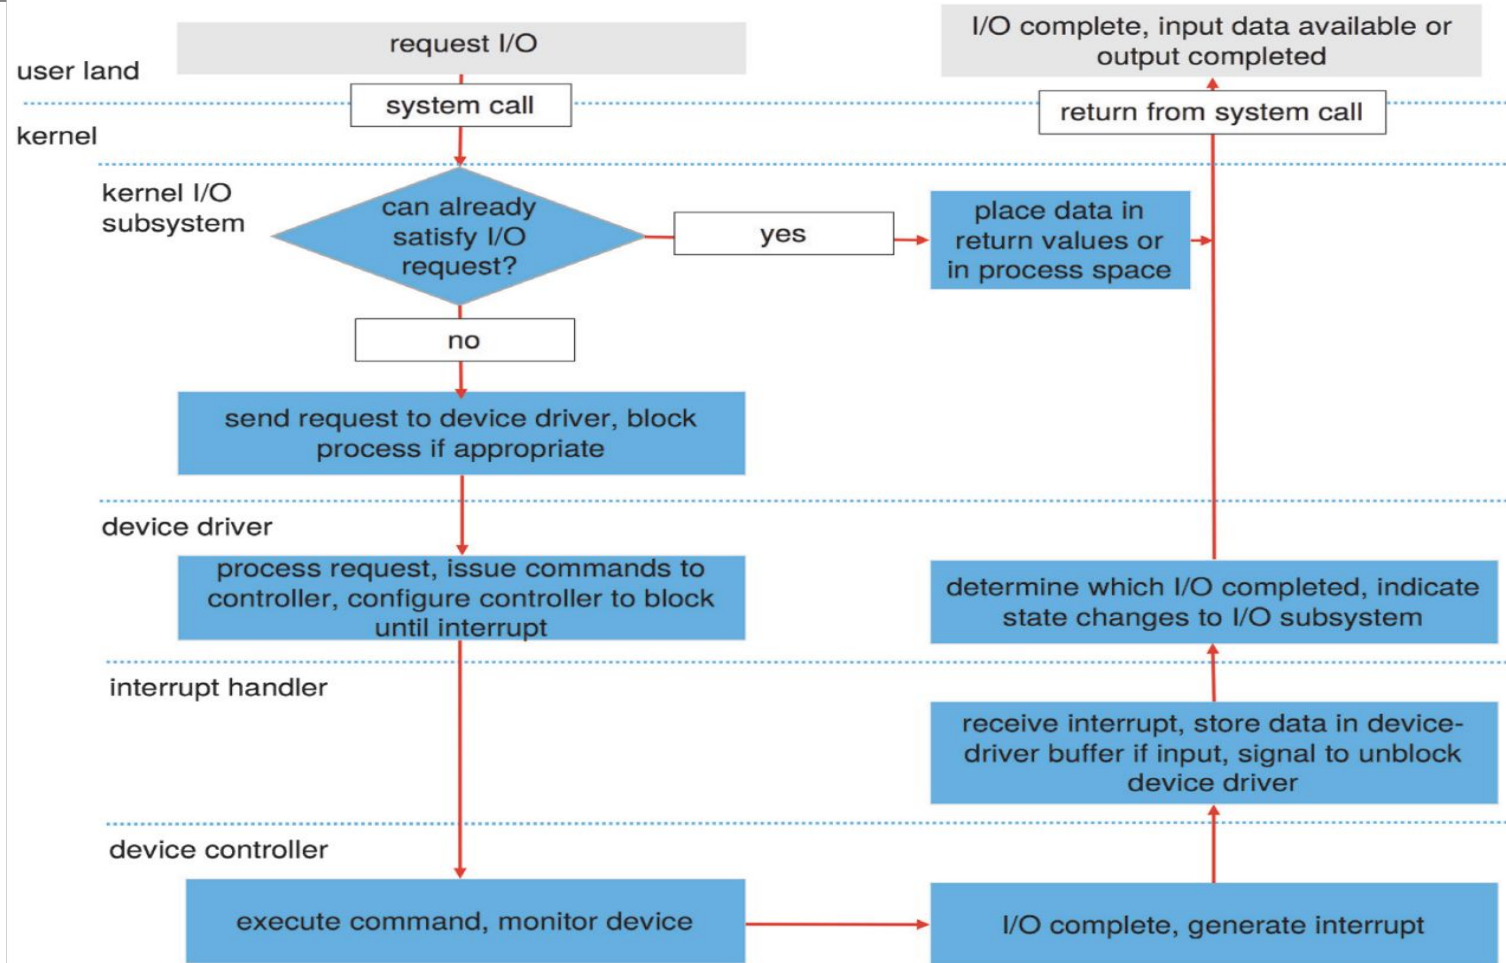 request I/O
I/O complete, input data available or
output completed
user land
system call
return from system call
kernel
kernel I/O
subsystem
can already
satisfy I/O
request?
yes
place data in
return values or
in process space
no
send request to device driver, block
process if appropriate
device driver
process request, issue commands to
controller, configure controller to block
until interrupt
determine which I/O completed, indicate
state changes to I/O subsystem
interrupt handler
receive interrupt, store data in device-
driver buffer if input, signal to unblock
device driver
device controller
execute command, monitor device
I/O complete, generate interrupt